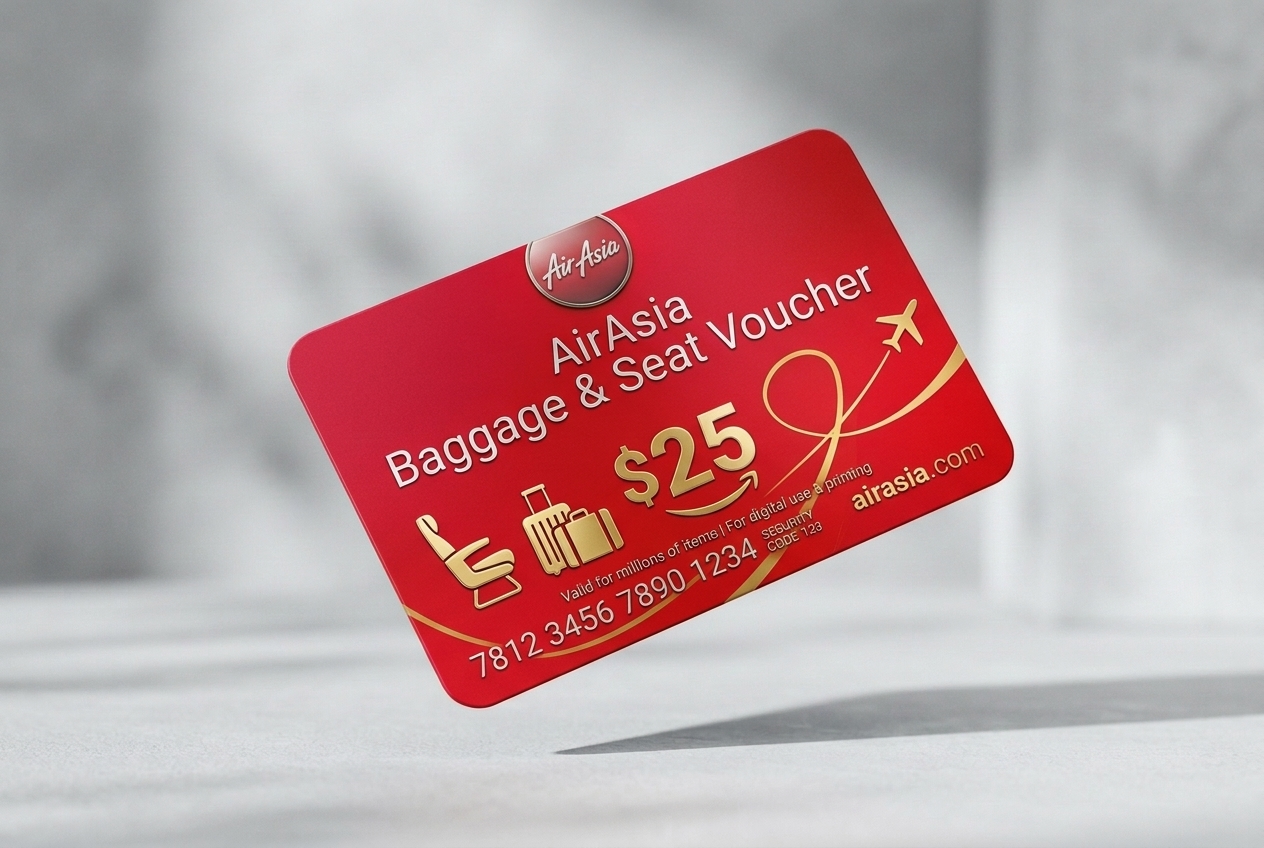 AirAsia
AirAsia
Baggage & Seat Voucher
$25
Valid for millions of items | For digital use & printing
7812 3456 7890 1234
SEGURITY
CODE 123
airasia.com